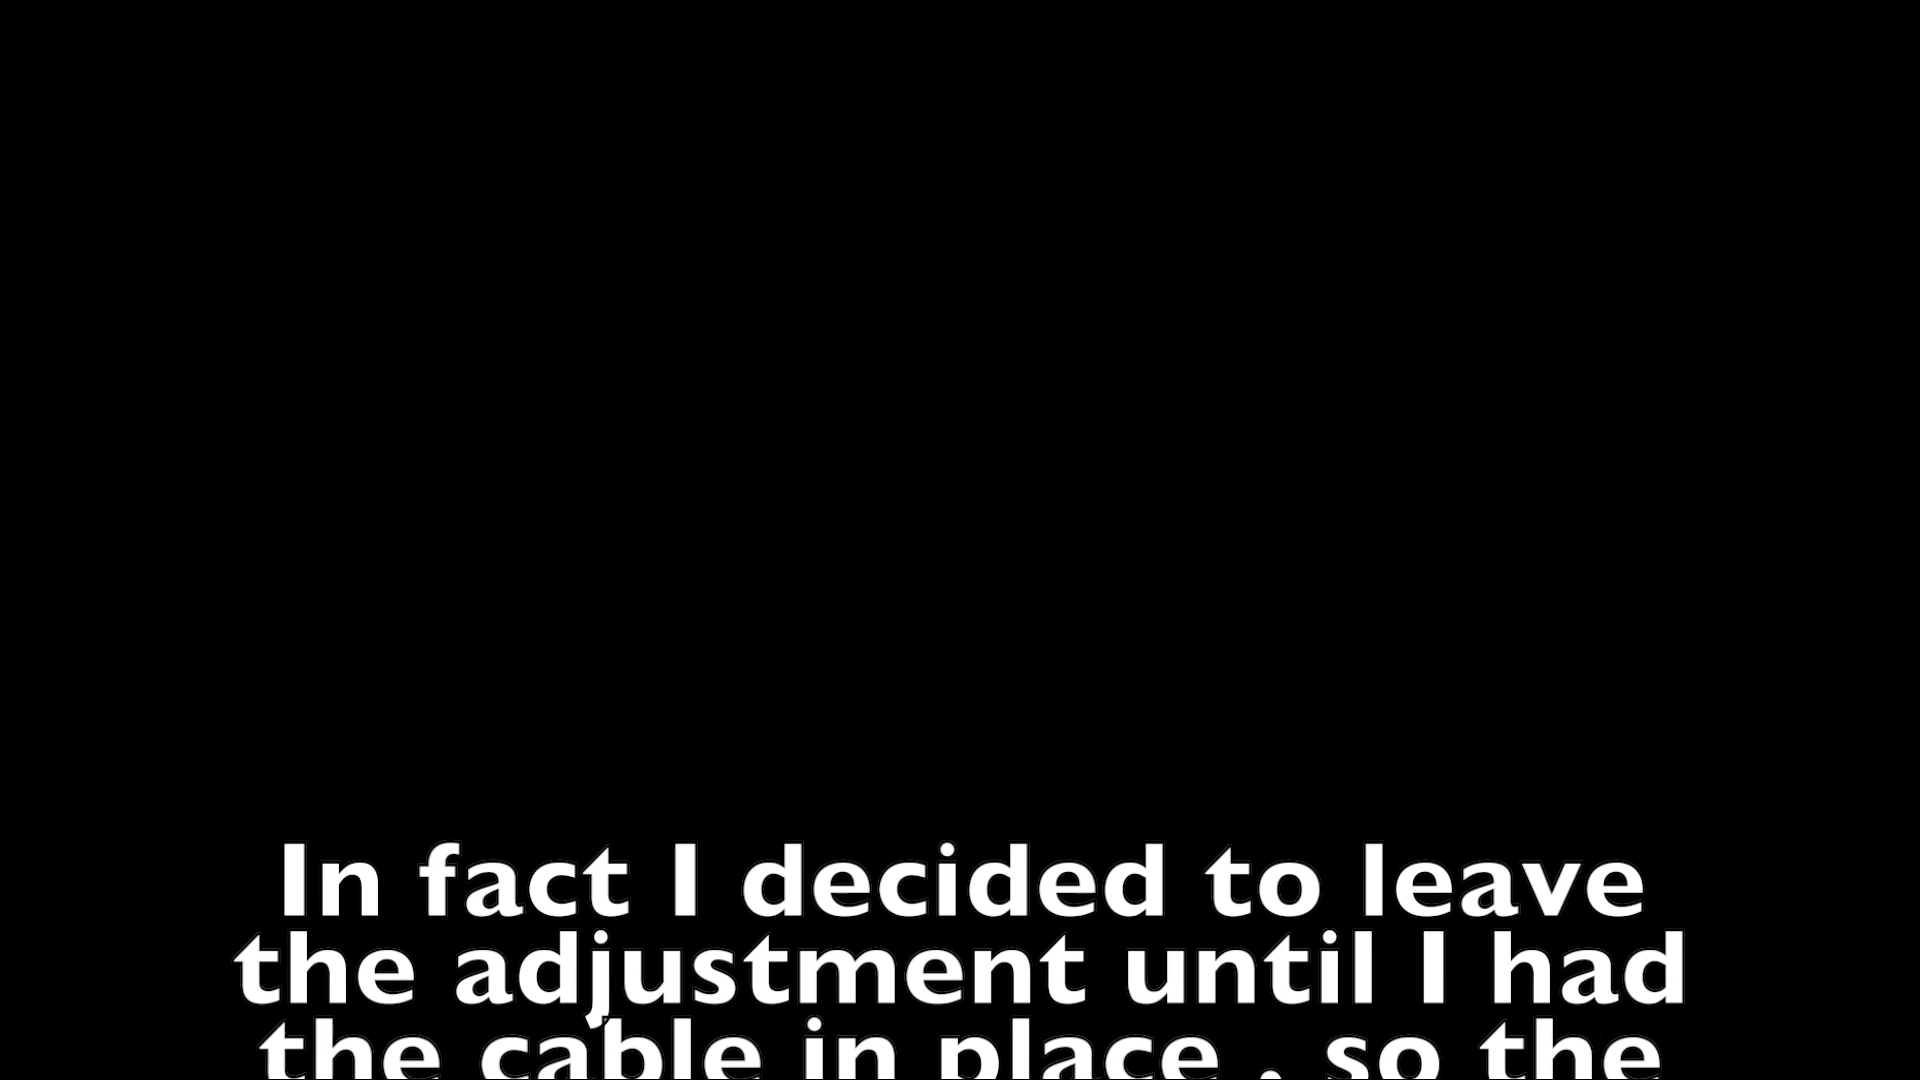 In fact I decided to leave
the adjustment until I had
the cable in place , so the